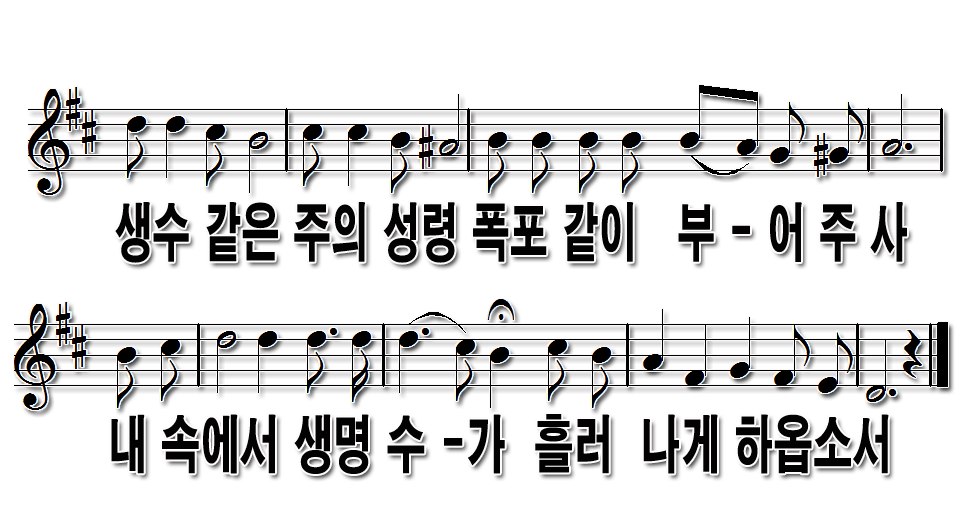 생수 같은 주의 성령 폭포 같이 부 - 어 주 사
내 속에서 생명 수 - 가 흘러 나게 하옵소서